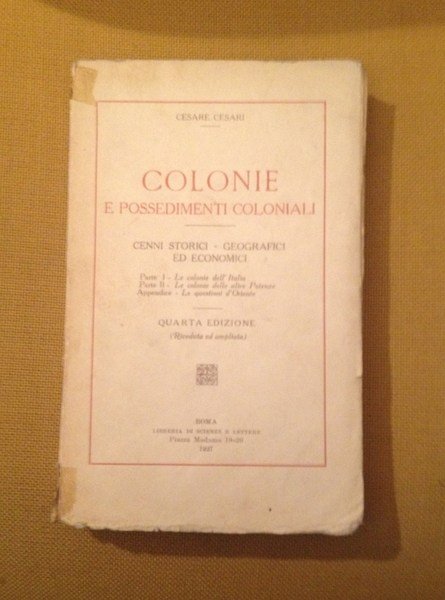 CESARE CESARI
COLONIE
E POSSEDIMENTI COLONIALI
CENNI STORICI - GEOGRAFICI
ED ECONOMICI
Parte I - Le colonie dell'Italia
Parte II - Le colonie delle altre Potenze
Appendice - Le questioni d'Oriente
QUARTA EDIZIONE
(Riveduta ed ampliata)
ROMA
LIBRERIA DI SCIENZE E LETTERE
Piazza Madama 19-20
1927